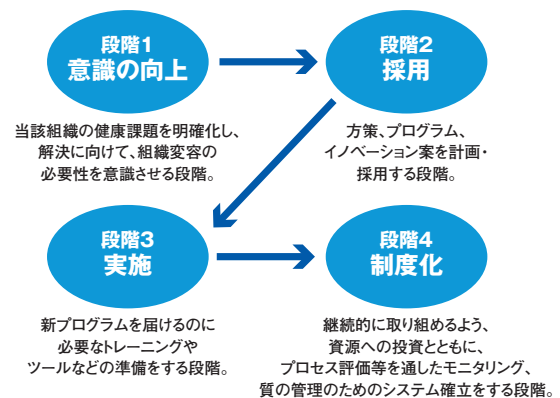 段階1
意識の向上
当該組織の健康課題を明確化し、
解決に向けて、組織変容の
必要性を意識させる段階。
段階2
採用
方策、プログラム、
イノベーション案を計画・
採用する段階。
段階3
実施
新プログラムを届けるのに
必要なトレーニングや
ツールなどの準備をする段階。
段階4
制度化
継続的に取り組めるよう、
資源への投資とともに、
プロセス評価等を通したモニタリング、
質の管理のためのシステム確立をする段階。